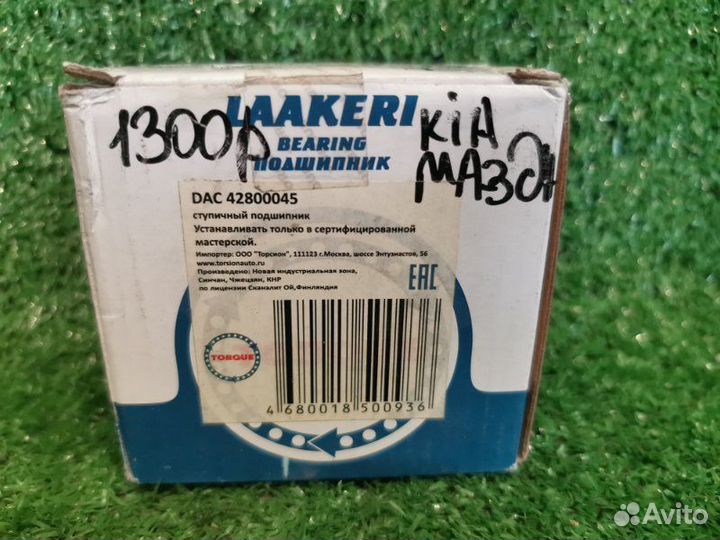 LAAKERI
BEARING
ПОДШИПНИК
1300р
KIA
МАЗДА
DAC 42800045
ступичный подшипник
Устанавливать только в сертифицированной
мастерской.
Импортер: ООО "Торсион", 111123 г.Москва, шоссе Энтузиастов, 56
www.torsionauto.ru
Произведено: Новая индустриальная зона,
Синчан, Чжецзян, КНР
по лицензии Сканэлит Ой,Финляндия
EAC
TORQUE
4 680018 500936
Avito